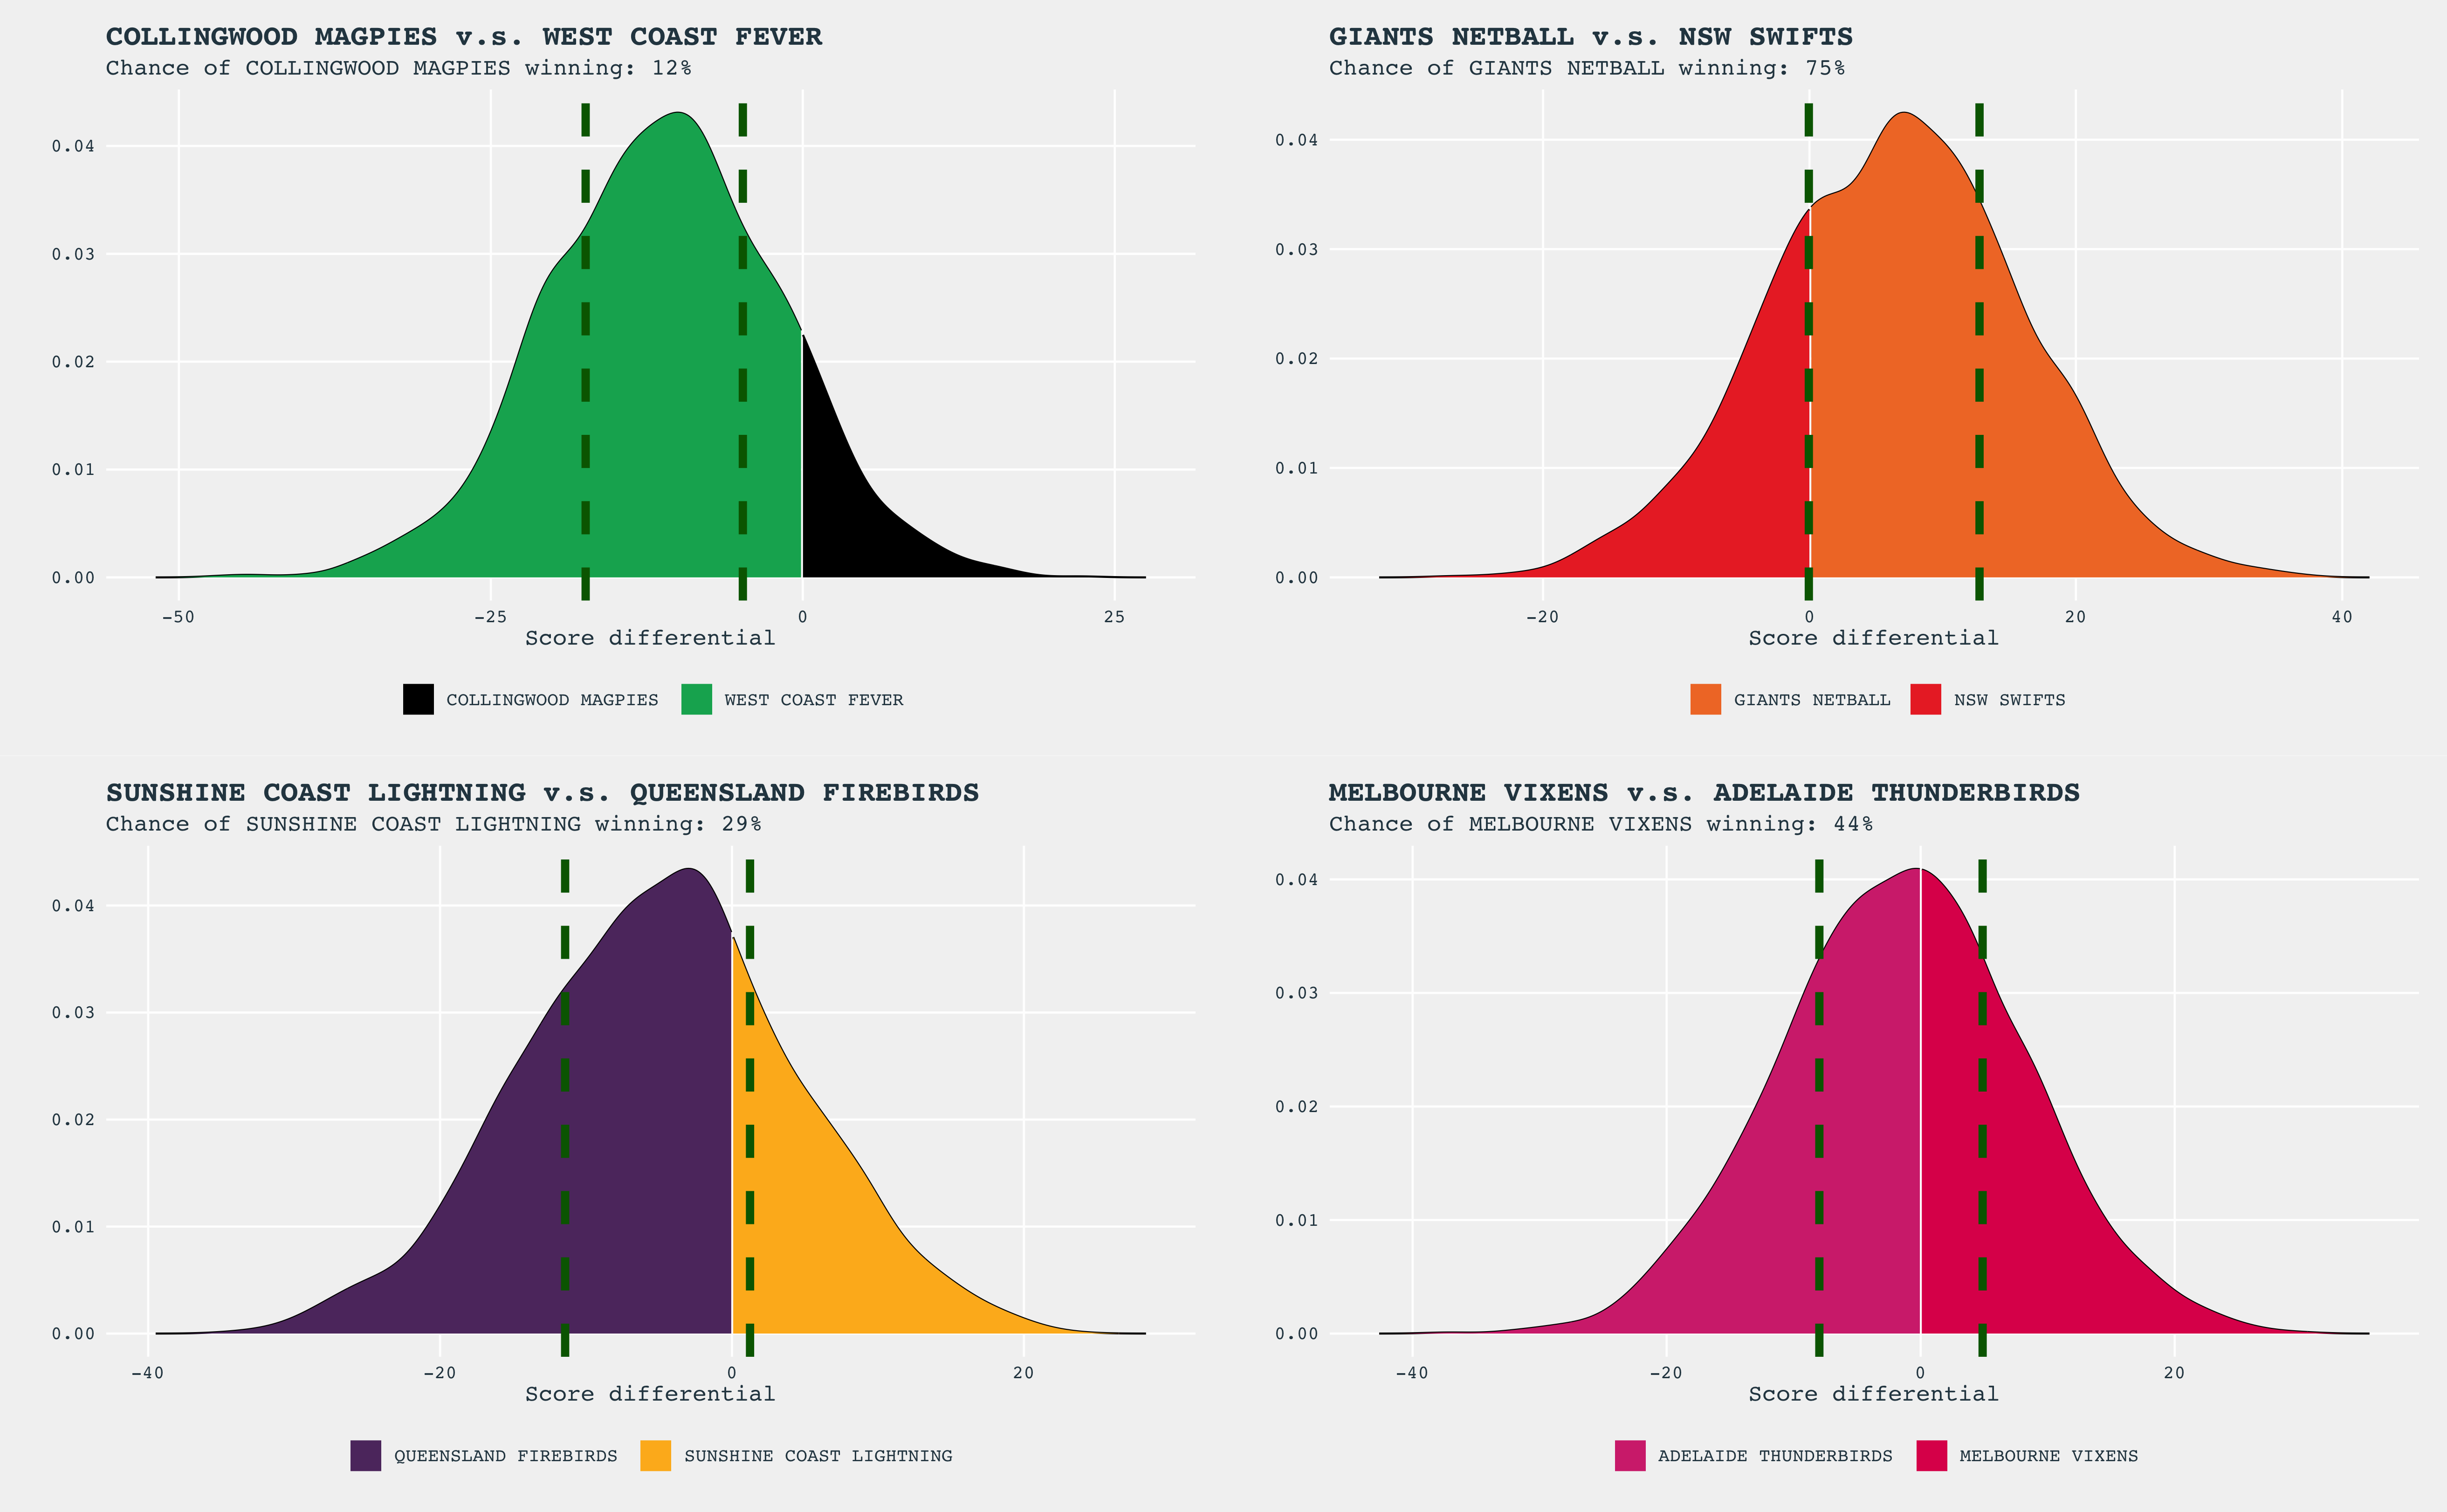 COLLINGWOOD MAGPIES v.s. WEST COAST FEVER
Chance of COLLINGWOOD MAGPIES winning: 12%
0.04
0.03
0.02
0.01
0.00
-50 -25 0 25
Score differential
COLLINGWOOD MAGPIES WEST COAST FEVER
GIANTS NETBALL v.s. NSW SWIFTS
Chance of GIANTS NETBALL winning: 75%
0.04
0.03
0.02
0.01
0.00
-20 0 20 40
Score differential
GIANTS NETBALL NSW SWIFTS
SUNSHINE COAST LIGHTNING v.s. QUEENSLAND FIREBIRDS
Chance of SUNSHINE COAST LIGHTNING winning: 29%
0.04
0.03
0.02
0.01
0.00
-40 -20 0 20
Score differential
QUEENSLAND FIREBIRDS SUNSHINE COAST LIGHTNING
MELBOURNE VIXENS v.s. ADELAIDE THUNDERBIRDS
Chance of MELBOURNE VIXENS winning: 44%
0.04
0.03
0.02
0.01
0.00
-40 -20 0 20
Score differential
ADELAIDE THUNDERBIRDS MELBOURNE VIXENS